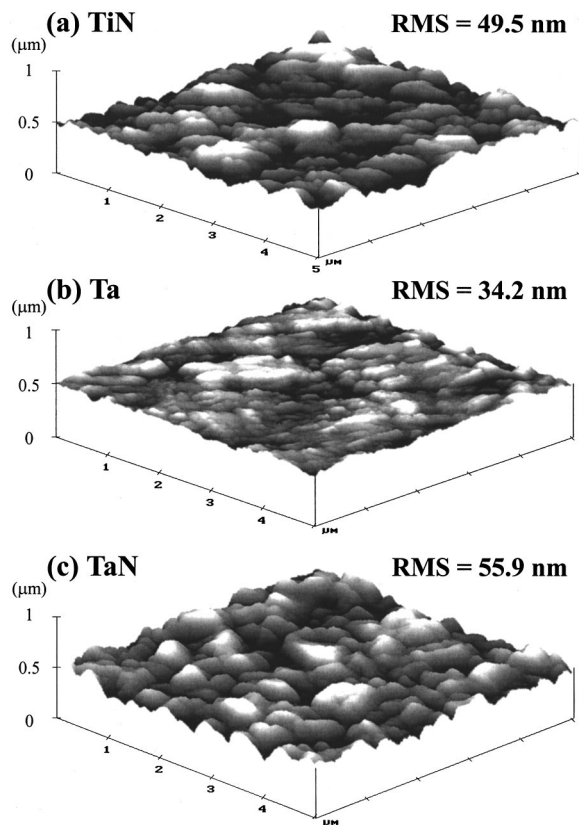 (a) TiN RMS = 49.5 nm
(μm)
1
0.5
0
1
2
3
4
5 μM
(b) Ta RMS = 34.2 nm
(μm)
1
0.5
0
1
2
3
4
μM
(c) TaN RMS = 55.9 nm
(μm)
1
0.5
0
1
2
3
4
μM